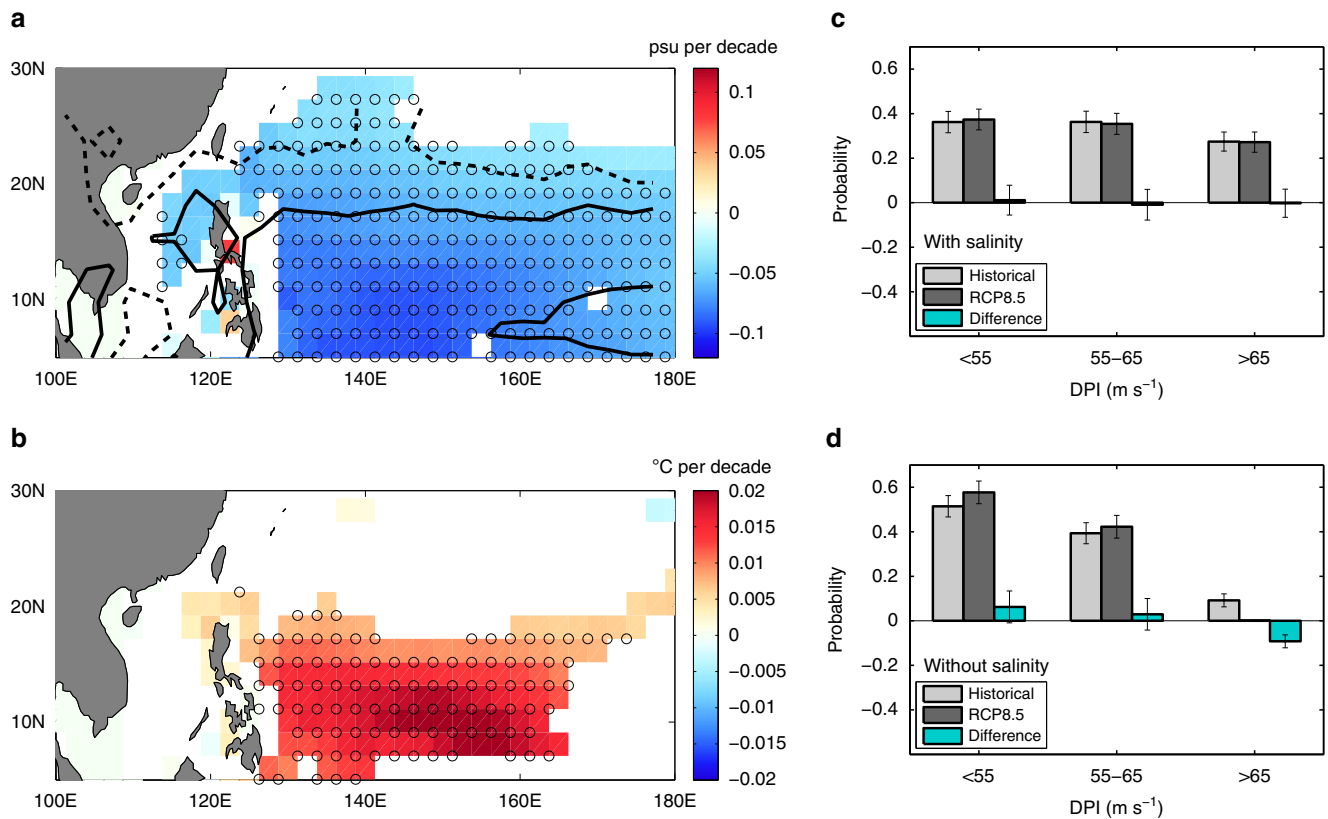 a
psu per decade
30N
20N
10N
100E 120E 140E 160E 180E
0.1
0.05
0
−0.05
−0.1
b
°C per decade
30N
20N
10N
100E 120E 140E 160E 180E
0.02
0.015
0.01
0.005
0
−0.005
−0.01
−0.015
−0.02
c
Probability
0.6
0.4
0.2
0
−0.2
−0.4
With salinity
Historical
RCP8.5
Difference
<55 55–65 >65
DPI (m s⁻¹)
d
Probability
0.6
0.4
0.2
0
−0.2
−0.4
Without salinity
Historical
RCP8.5
Difference
<55 55–65 >65
DPI (m s⁻¹)